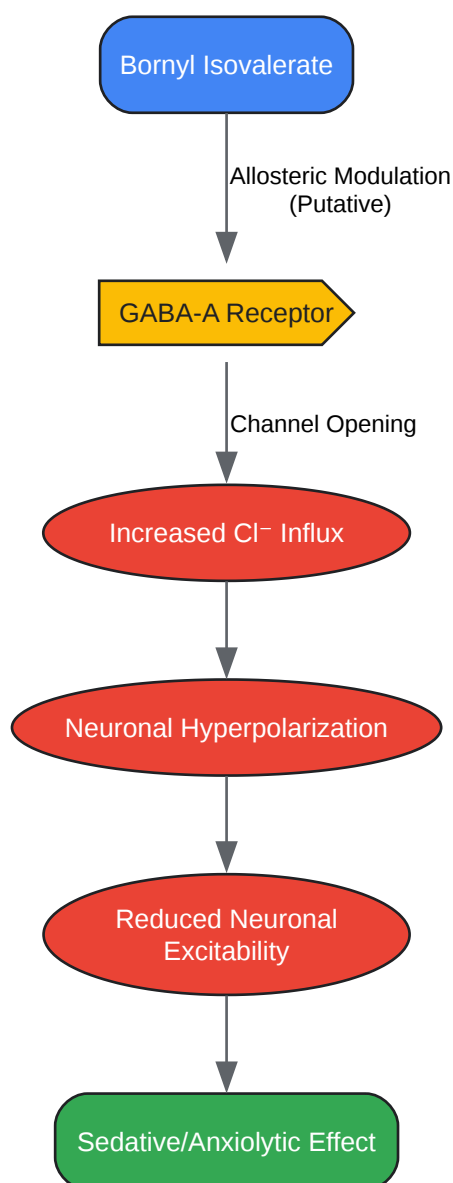 Bornyl Isovalerate
Allosteric Modulation
(Putative)
GABA-A Receptor
Channel Opening
Increased Cl⁻ Influx
Neuronal Hyperpolarization
Reduced Neuronal
Excitability
Sedative/Anxiolytic Effect